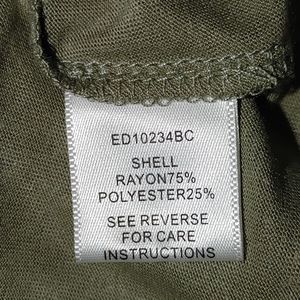 ED10234BC
SHELL
RAYON75%
POLYESTER25%
SEE REVERSE
FOR CARE
INSTRUCTIONS